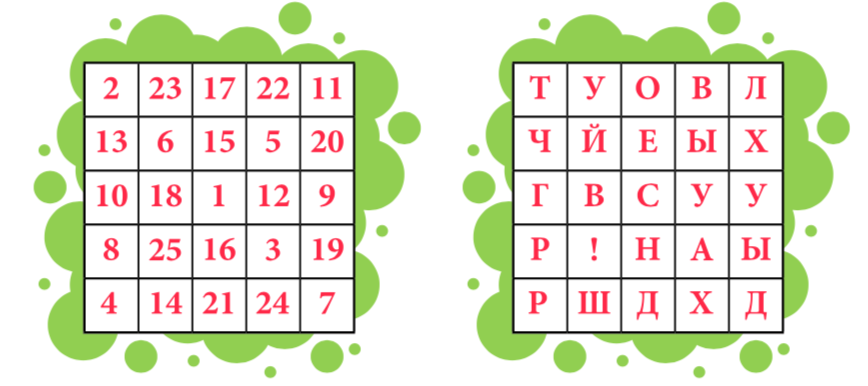 2 23 17 22 11
13 6 15 5 20
10 18 1 12 9
8 25 16 3 19
4 14 21 24 7
Т У О В Л
Ч Й Е Ы Х
Г В С У У
Р ! Н А Ы
Р Ш Д Х Д